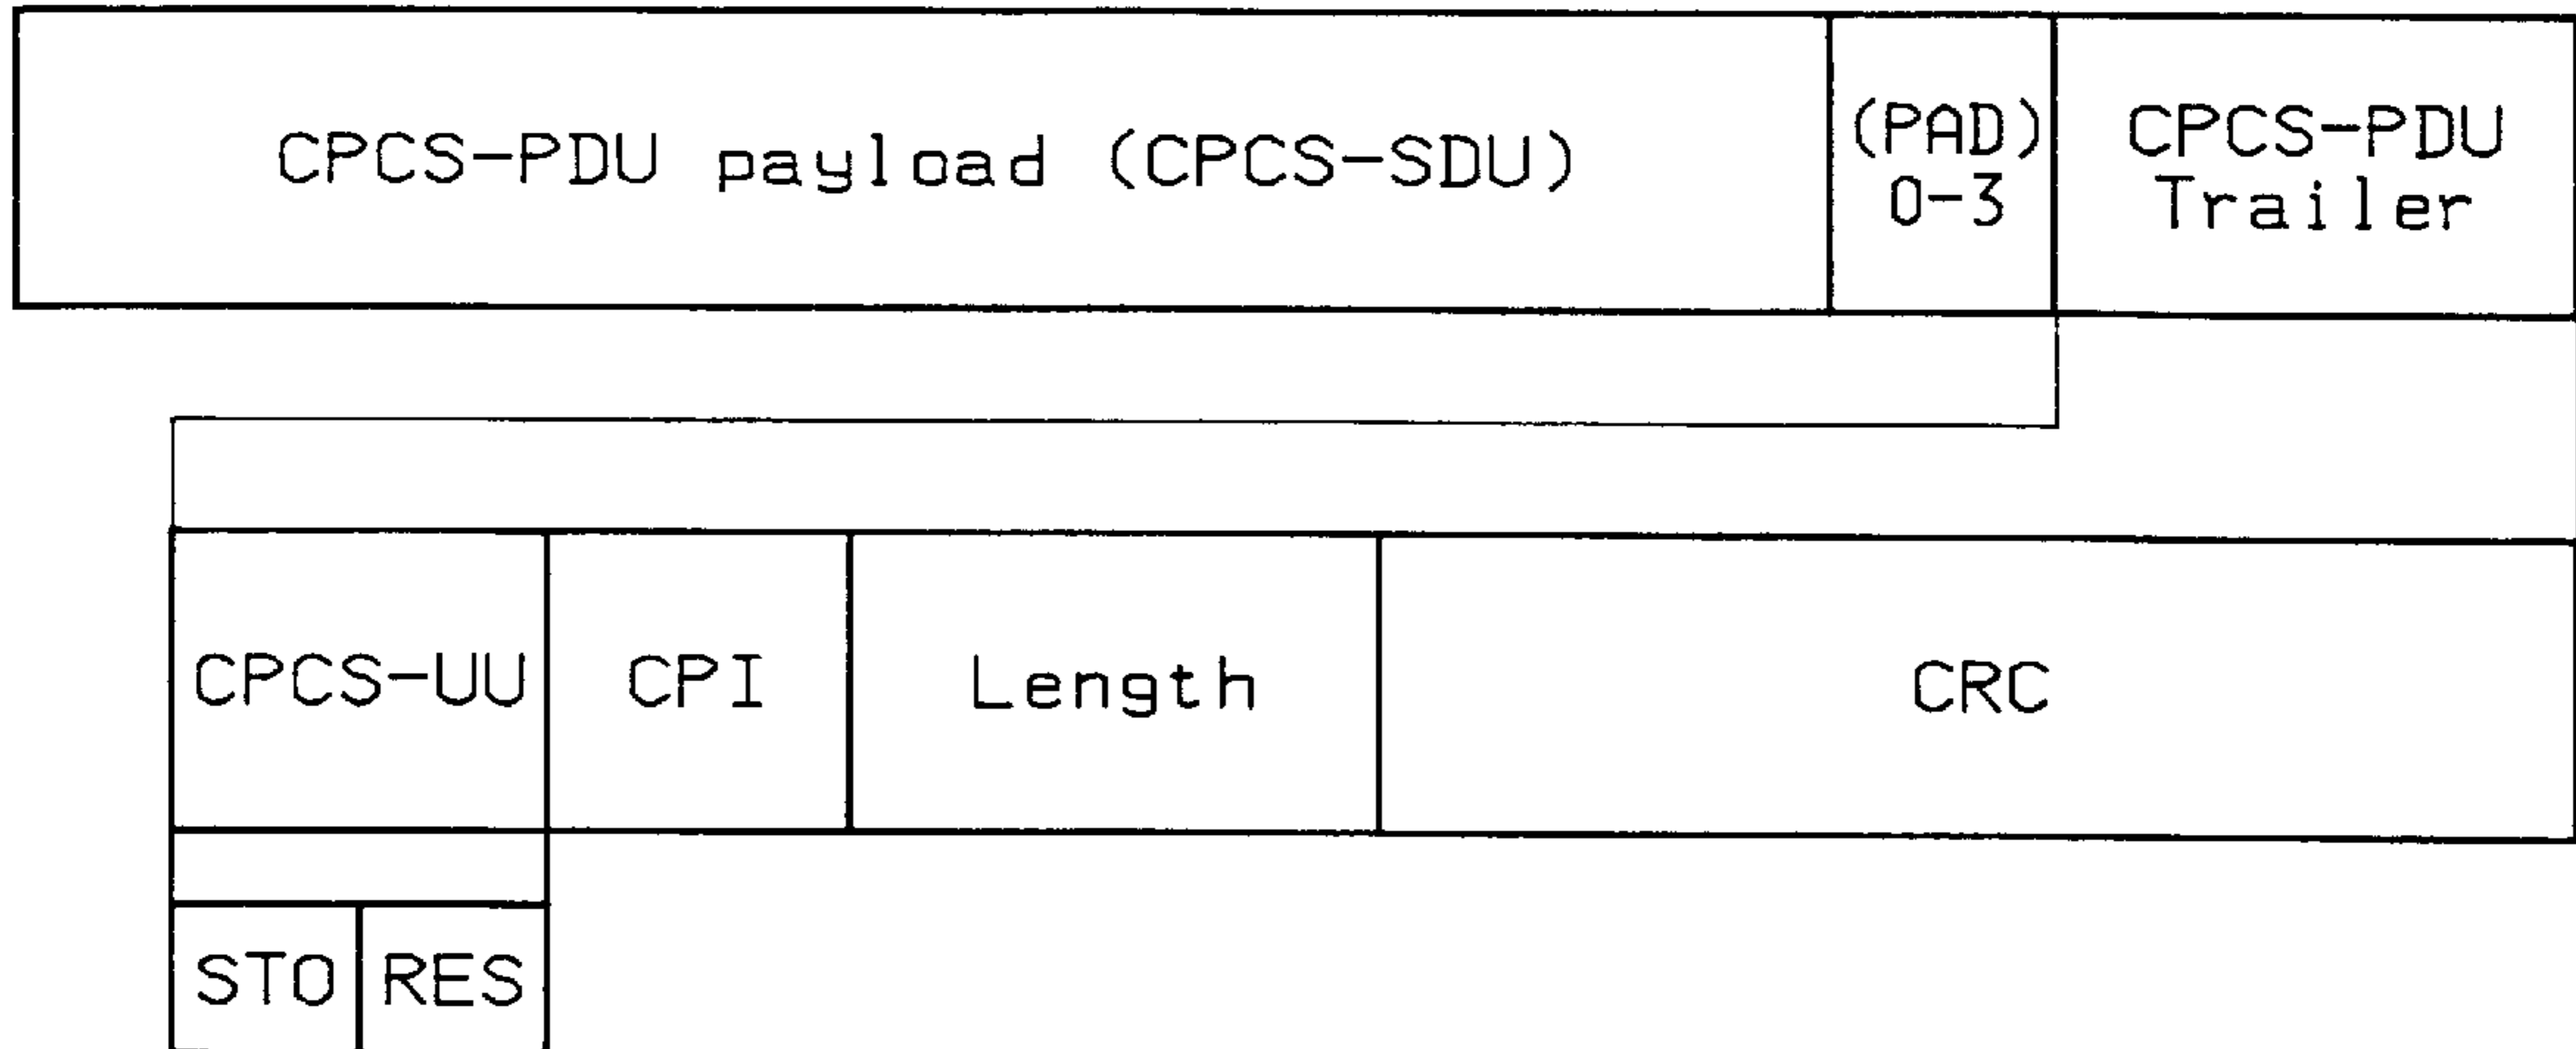 CPCS-PDU payload (CPCS-SDU)
(PAD)
0-3
CPCS-PDU
Trailer
CPCS-UU
CPI
Length
CRC
STO
RES